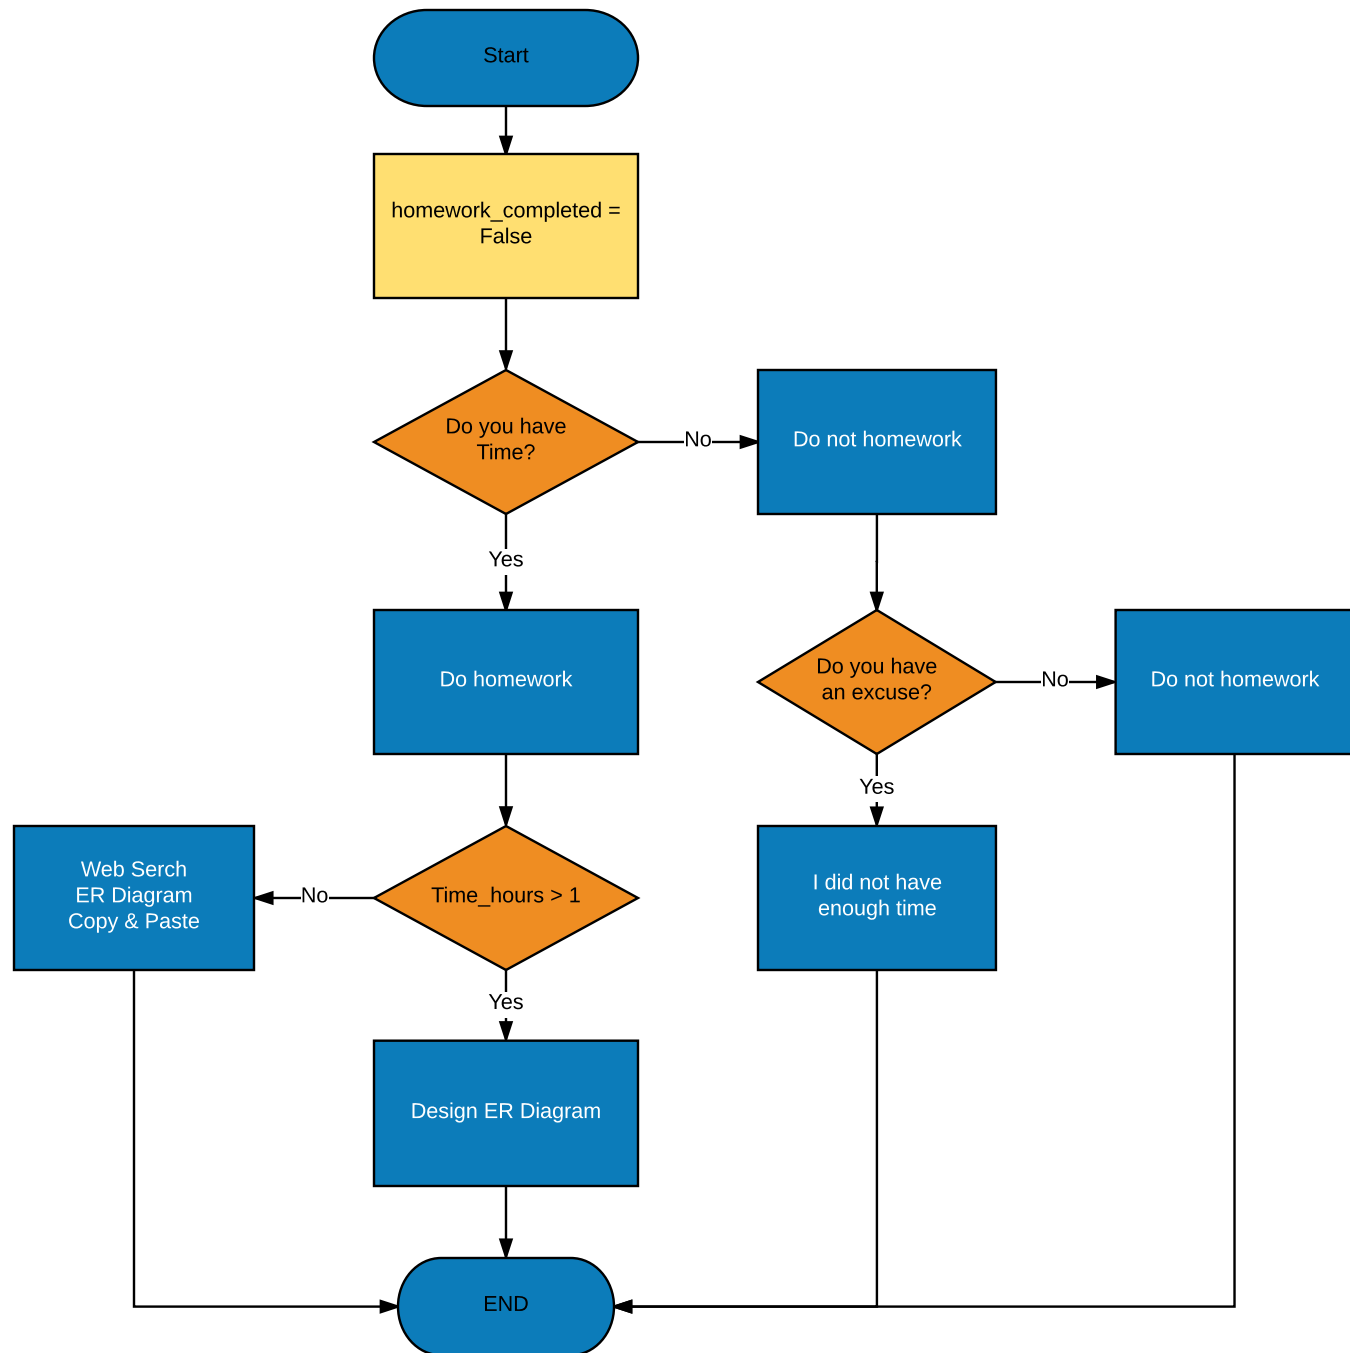 Start
homework_completed =
False
Do you have
Time?
No
Do not homework
Yes
Do homework
Do you have
an excuse?
No
Do not homework
Yes
Web Serch
ER Diagram
Copy & Paste
No
Time_hours > 1
I did not have
enough time
Yes
Design ER Diagram
END